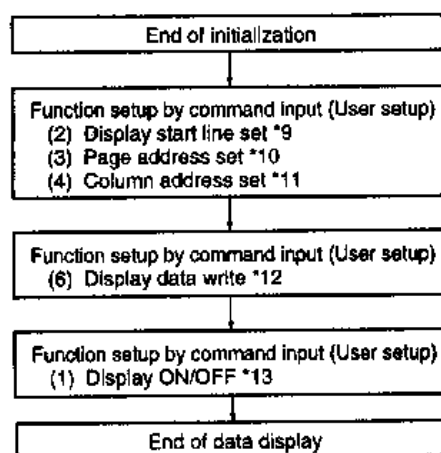 End of initialization
Function setup by command input (User setup)
(2) Display start line set *9
(3) Page address set *10
(4) Column address set *11
Function setup by command input (User setup)
(6) Display data write *12
Function setup by command input (User setup)
(1) Display ON/OFF *13
End of data display